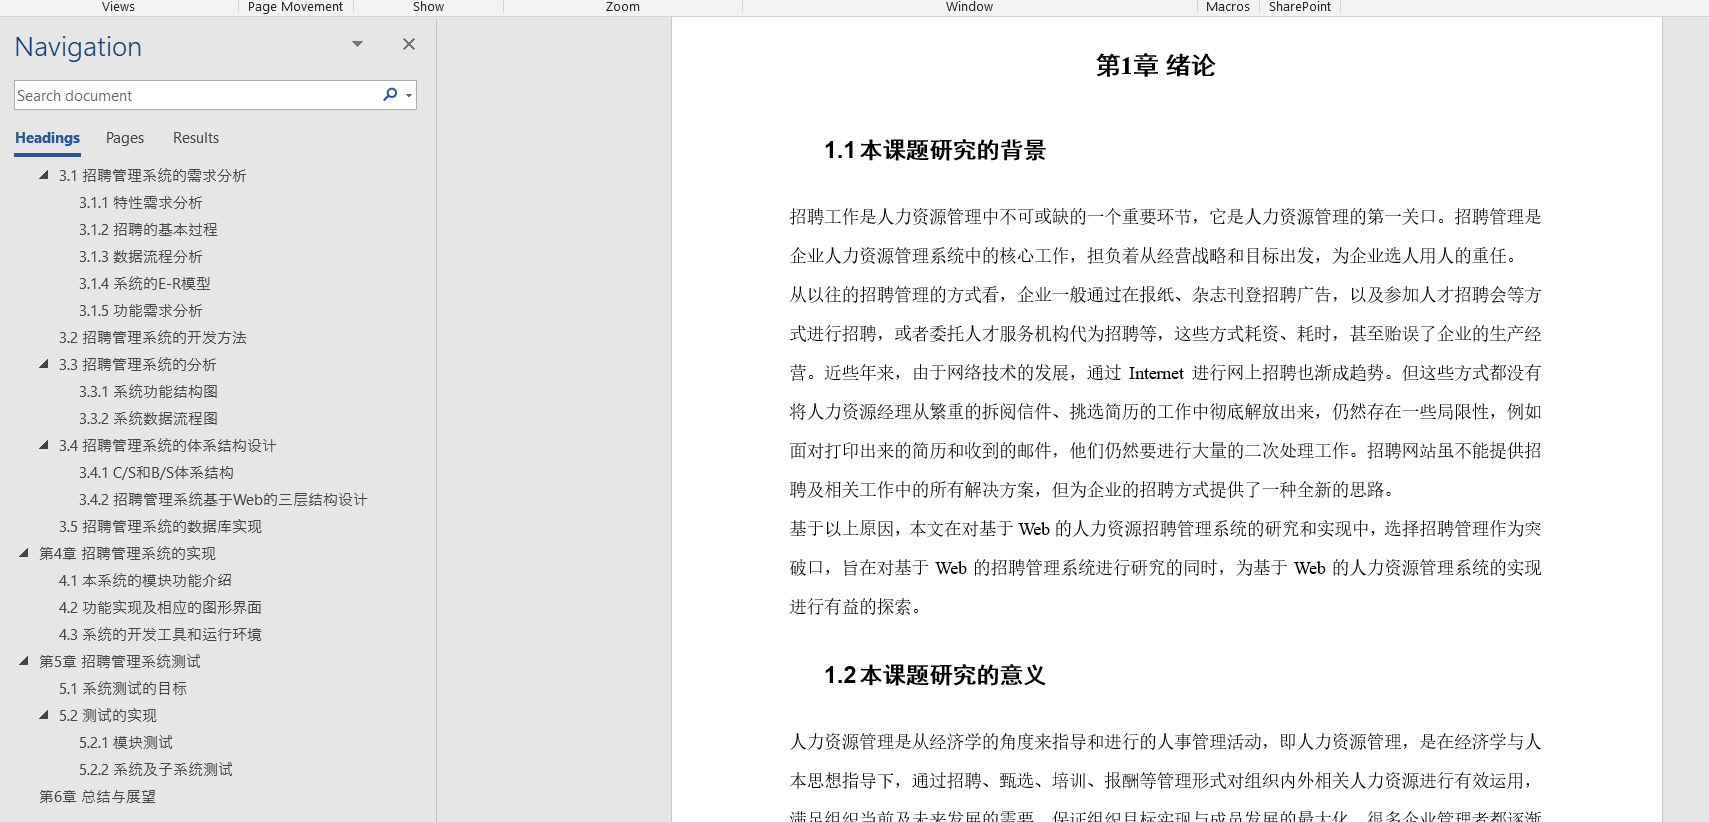 Views
Page Movement
Show
Zoom
Window
Macros
SharePoint
Navigation
Search document
Headings
Pages
Results
3.1 招聘管理系统的需求分析
3.1.1 特性需求分析
3.1.2 招聘的基本过程
3.1.3 数据流程分析
3.1.4 系统的E-R模型
3.1.5 功能需求分析
3.2 招聘管理系统的开发方法
3.3 招聘管理系统的分析
3.3.1 系统功能结构图
3.3.2 系统数据流程图
3.4 招聘管理系统的体系结构设计
3.4.1 C/S和B/S体系结构
3.4.2 招聘管理系统基于Web的三层结构设计
3.5 招聘管理系统的数据库实现
第4章 招聘管理系统的实现
4.1 本系统的模块功能介绍
4.2 功能实现及相应的图形界面
4.3 系统的开发工具和运行环境
第5章 招聘管理系统测试
5.1 系统测试的目标
5.2 测试的实现
5.2.1 模块测试
5.2.2 系统及子系统测试
第6章 总结与展望
第1章 绪论
1.1本课题研究的背景
招聘工作是人力资源管理中不可或缺的一个重要环节，它是人力资源管理的第一关口。招聘管理是
企业人力资源管理系统中的核心工作，担负着从经营战略和目标出发，为企业选人用人的重任。
从以往的招聘管理的方式看，企业一般通过在报纸、杂志刊登招聘广告，以及参加人才招聘会等方
式进行招聘，或者委托人才服务机构代为招聘等，这些方式耗资、耗时，甚至贻误了企业的生产经
营。近些年来，由于网络技术的发展，通过 Internet 进行网上招聘也渐成趋势。但这些方式都没有
将人力资源经理从繁重的拆阅信件、挑选简历的工作中彻底解放出来，仍然存在一些局限性，例如
面对打印出来的简历和收到的邮件，他们仍然要进行大量的二次处理工作。招聘网站虽不能提供招
聘及相关工作中的所有解决方案，但为企业的招聘方式提供了一种全新的思路。
基于以上原因，本文在对基于 Web 的人力资源招聘管理系统的研究和实现中，选择招聘管理作为突
破口，旨在对基于 Web 的招聘管理系统进行研究的同时，为基于 Web 的人力资源管理系统的实现
进行有益的探索。
1.2本课题研究的意义
人力资源管理是从经济学的角度来指导和进行的人事管理活动，即人力资源管理，是在经济学与人
本思想指导下，通过招聘、甄选、培训、报酬等管理形式对组织内外相关人力资源进行有效运用，
满足组织当前及未来发展的需要，保证组织目标实现与成员发展的最大化。很多企业管理者都逐渐